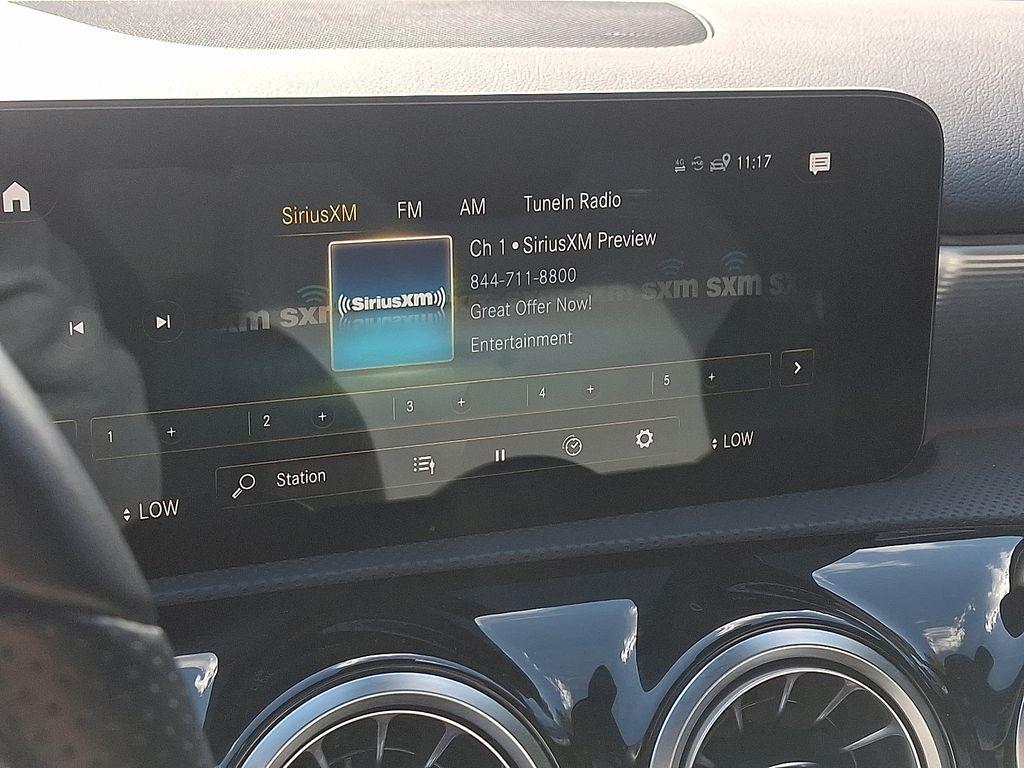 4G 11:17
SiriusXM FM AM TuneIn Radio
Ch 1 • SiriusXM Preview
844-711-8800
Great Offer Now!
Entertainment
((SiriusXM))
sxm sxm sxm
1 + 2 + 3 + 4 + 5 +
Station
LOW
LOW